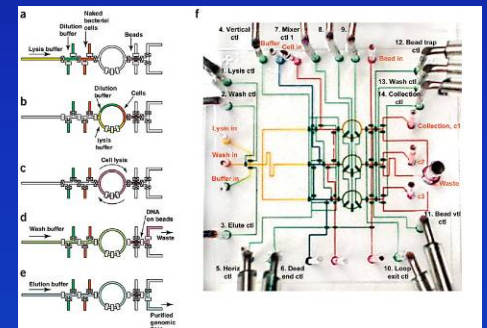 a
Dilution
buffer
Naked
bacterial
cells
Lysis buffer
Beads
b
Dilution
buffer
Cells
lysis
buffer
c
Cell lysis
d
Wash buffer
DNA
on beads
Waste
e
Elution buffer
Purified
genomic
f
4. Vertical
ctl
7. Mixer
ctl 1
8.
9.
Buffer in
Cell in
Bead in
12. Bead trap
ctl
13. Wash ctl
14. Collection
ctl
1. Lysis ctl
2. Wash ctl
Lysis in
Wash in
Buffer in
Collection, c1
c2
c3
Waste
3. Elute ctl
5. Horiz
ctl
6. Dead
end ctl
10. Loop
exit ctl
11. Bead vtl
ctl